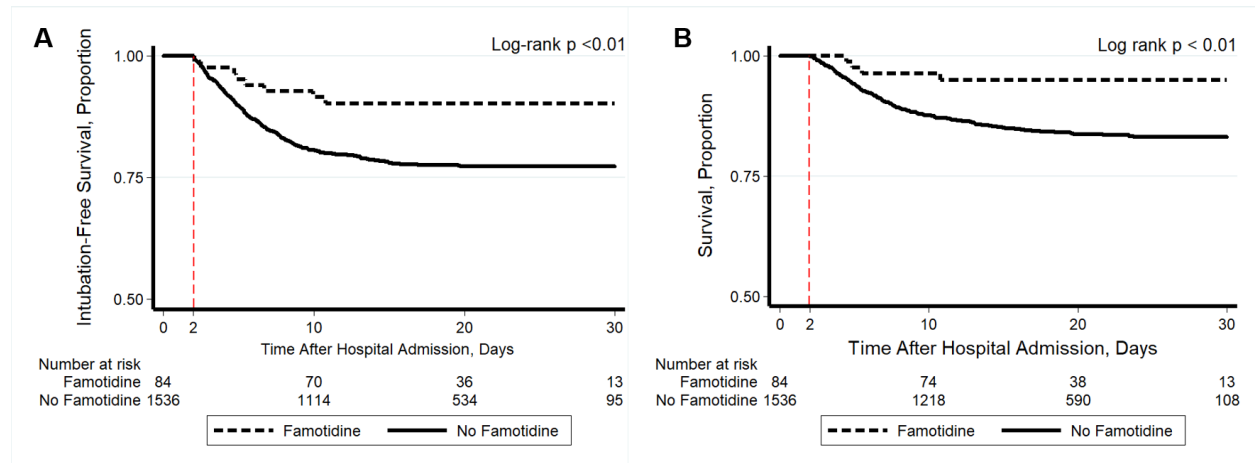 A
Log-rank p <0.01
Intubation-Free Survival, Proportion
1.00
0.75
0.50
0 2 10 20 30
Time After Hospital Admission, Days
Number at risk
Famotidine 84 70 36 13
No Famotidine 1536 1114 534 95
Famotidine No Famotidine
B
Log rank p < 0.01
Survival, Proportion
1.00
0.75
0.50
0 2 10 20 30
Time After Hospital Admission, Days
Number at risk
Famotidine 84 74 38 13
No Famotidine 1536 1218 590 108
Famotidine No Famotidine